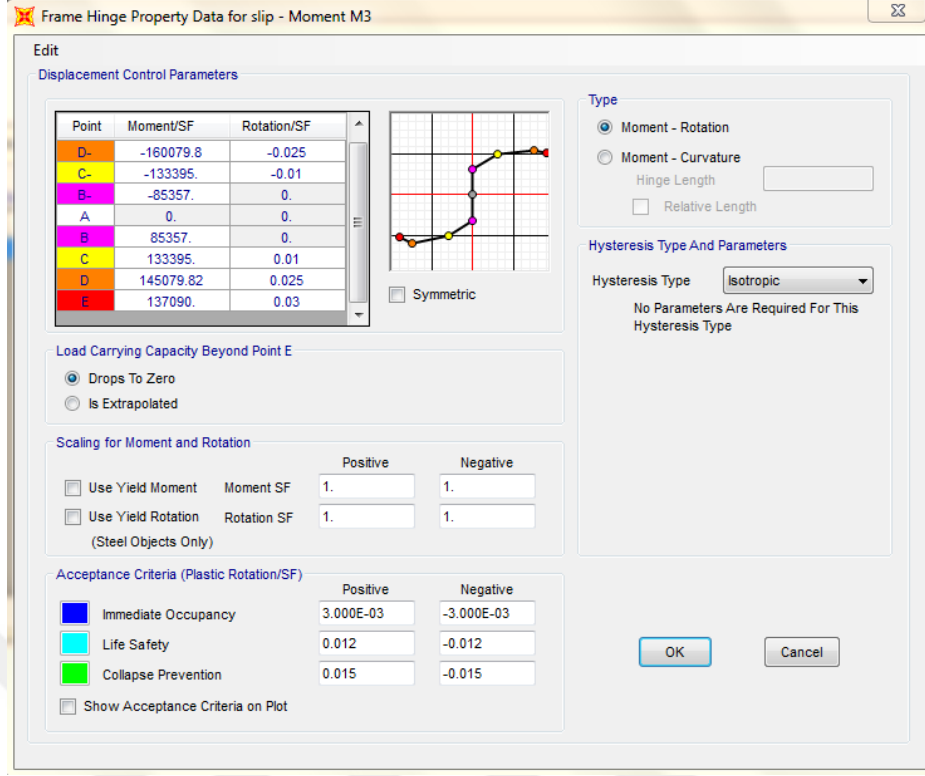 Frame Hinge Property Data for slip - Moment M3
Edit
Displacement Control Parameters
Point Moment/SF Rotation/SF
D- -160079.8 -0.025
C- -133395. -0.01
B- -85357. 0.
A 0. 0.
B 85357. 0.
C 133395. 0.01
D 145079.82 0.025
E 137090. 0.03
Symmetric
Load Carrying Capacity Beyond Point E
Drops To Zero
Is Extrapolated
Scaling for Moment and Rotation
Positive Negative
Use Yield Moment Moment SF 1. 1.
Use Yield Rotation Rotation SF 1. 1.
(Steel Objects Only)
Acceptance Criteria (Plastic Rotation/SF)
Positive Negative
Immediate Occupancy 3.000E-03 -3.000E-03
Life Safety 0.012 -0.012
Collapse Prevention 0.015 -0.015
Show Acceptance Criteria on Plot
Type
Moment - Rotation
Moment - Curvature
Hinge Length
Relative Length
Hysteresis Type And Parameters
Hysteresis Type Isotropic
No Parameters Are Required For This
Hysteresis Type
OK Cancel